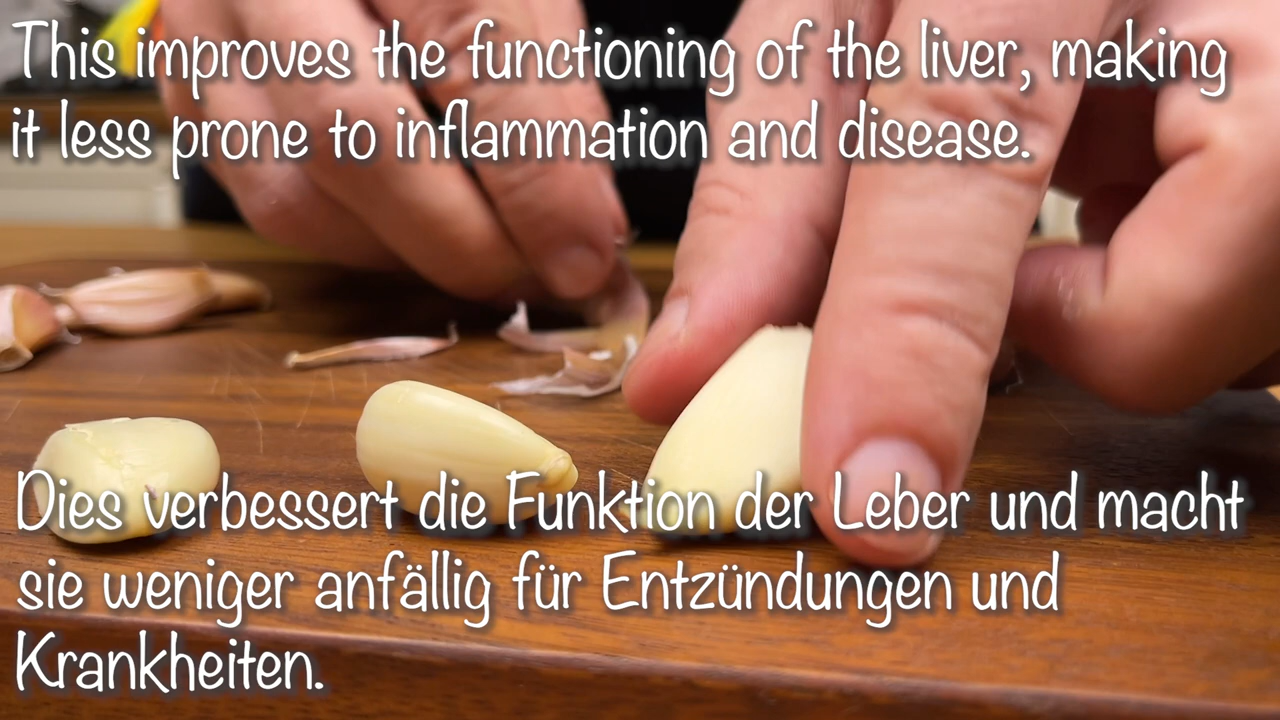 This improves the functioning of the liver, making
it less prone to inflammation and disease.
Dies verbessert die Funktion der Leber und macht
sie weniger anfällig für Entzündungen und
Krankheiten.